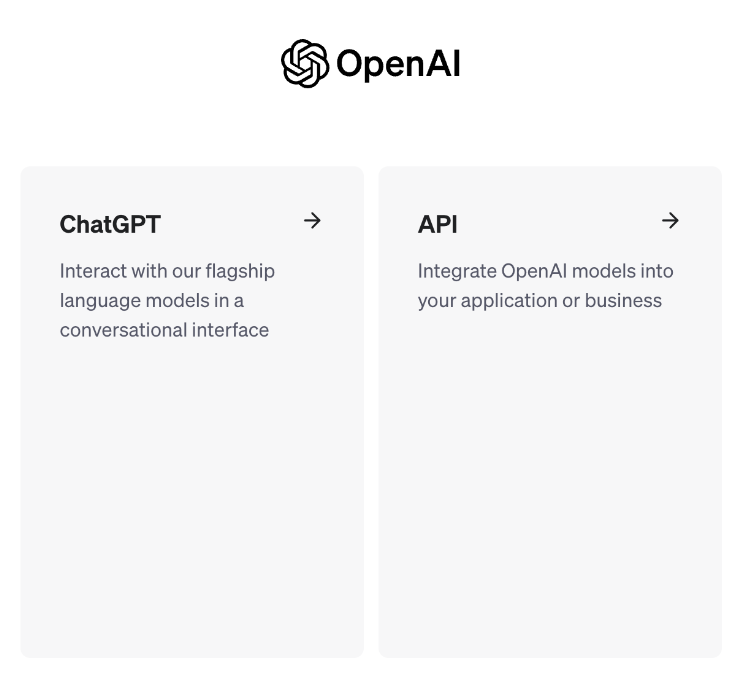 OpenAI
ChatGPT
Interact with our flagship
language models in a
conversational interface
API
Integrate OpenAI models into
your application or business